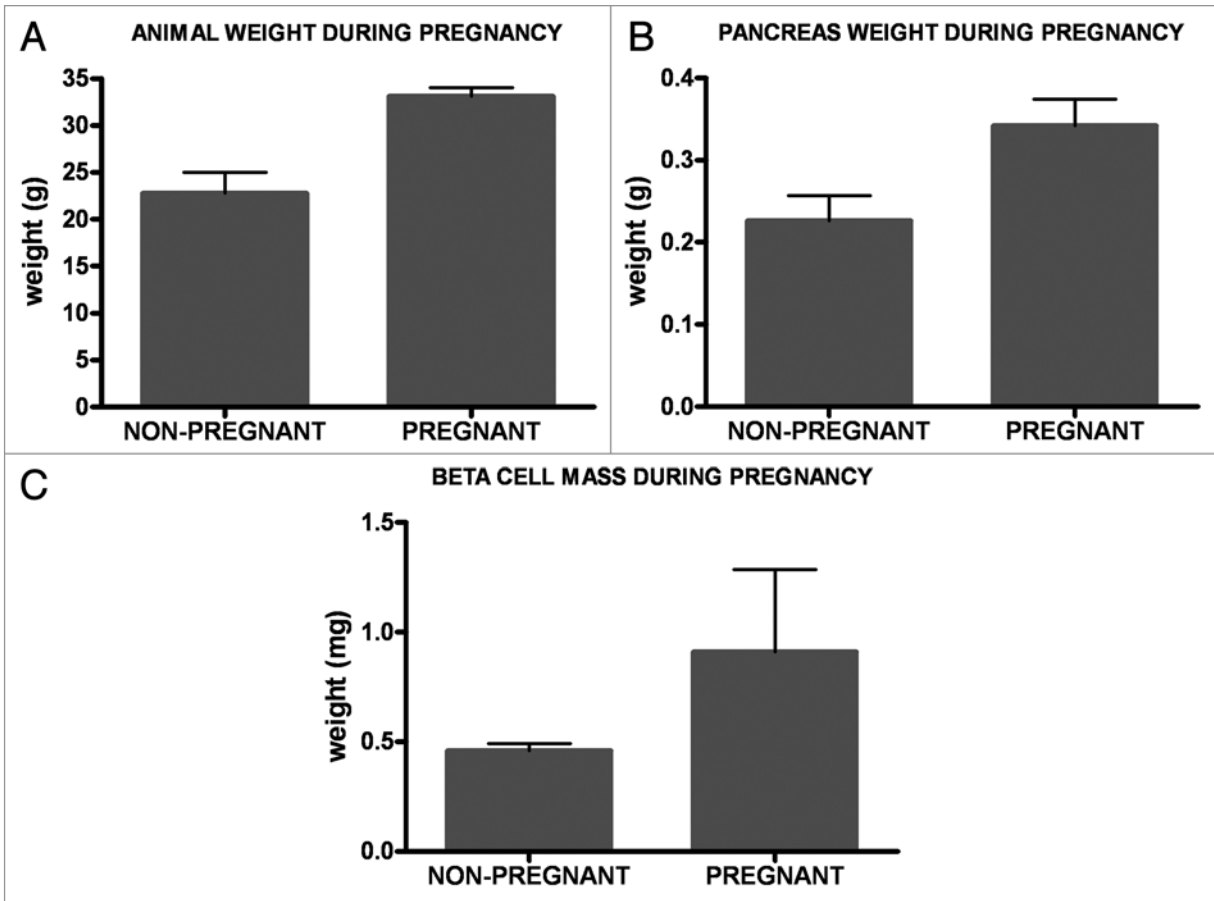 A
ANIMAL WEIGHT DURING PREGNANCY
35
30
25
20
15
10
5
0
weight (g)
NON-PREGNANT
PREGNANT
B
PANCREAS WEIGHT DURING PREGNANCY
0.4
0.3
0.2
0.1
0.0
weight (g)
NON-PREGNANT
PREGNANT
C
BETA CELL MASS DURING PREGNANCY
1.5
1.0
0.5
0.0
weight (mg)
NON-PREGNANT
PREGNANT